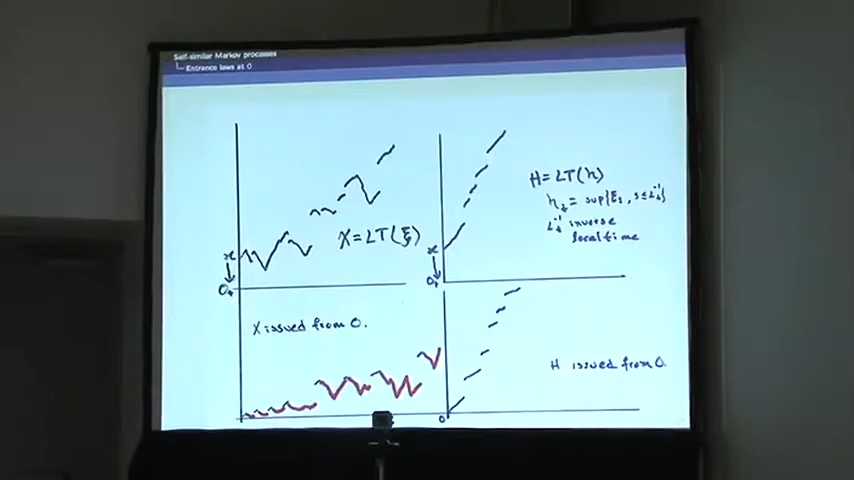 Self-similar Markov processes
Entrance laws at 0
x
0+
X = LT(ξ)
x
0+
H = LT(h)
h_t = sup{ξ_s, s ≤ L_t^{-1}}
L_t^{-1} inverse
local time
X issued from 0.
H issued from 0.
0